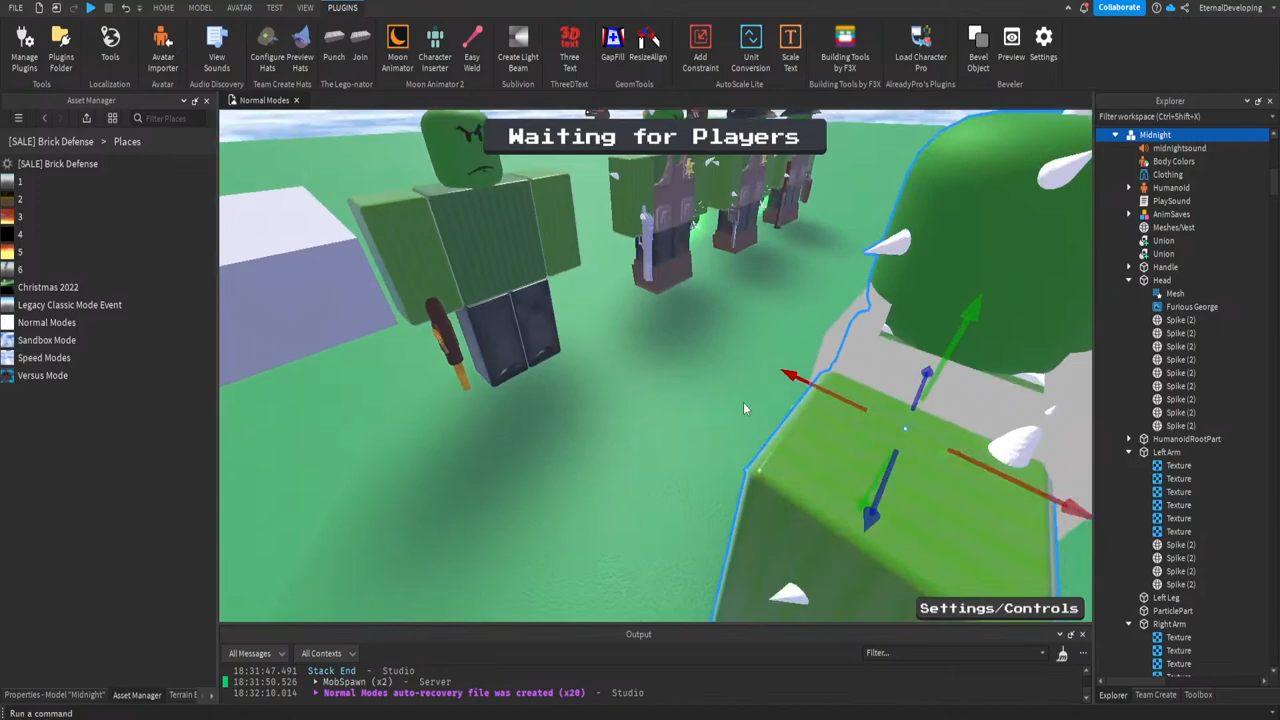 FILE HOME MODEL AVATAR TEST VIEW PLUGINS Collaborate EternalDeveloping
Manage Plugins
Plugins Folder
Tools
Avatar Importer
View Sounds
Configure Hats
Preview Hats
Punch
Join
Moon Animator
Character Inserter
Easy Weld
Create Light Beam
Three Text
GapFill
ResizeAlign
Add Constraint
Unit Conversion
Scale Text
Building Tools by F3X
Load Character Pro
Bevel Object
Preview
Settings
Tools Localization Avatar Audio Discovery Team Create Hats The Lego-nator Moon Animator 2 Sublivion ThreeDText GeomTools AutoScale Lite Building Tools by F3X AlreadyPro's Plugins Beveler
Asset Manager
Normal Modes
Explorer
Filter Places
Filter workspace (Ctrl+Shift+X)
[SALE] Brick Defense › Places
[SALE] Brick Defense
1
2
3
4
5
6
Christmas 2022
Legacy Classic Mode Event
Normal Modes
Sandbox Mode
Speed Modes
Versus Mode
3D TEXT
Waiting for Players
Settings/Controls
Midnight
midnightsound
Body Colors
Clothing
Humanoid
PlaySound
AnimSaves
Meshes/Vest
Union
Union
Handle
Head
Mesh
Furious George
Spike (2)
Spike (2)
Spike (2)
Spike (2)
Spike (2)
Spike (2)
Spike (2)
Spike (2)
Spike (2)
HumanoidRootPart
Left Arm
Texture
Texture
Texture
Texture
Texture
Texture
Spike (2)
Spike (2)
Spike (2)
Spike (2)
Left Leg
ParticlePart
Right Arm
Texture
Texture
Texture
Output
All Messages All Contexts Filter...
18:31:47.491 Stack End - Studio
18:31:50.526 MobSpawn (x2) - Server
18:32:10.014 Normal Modes auto-recovery file was created (x20) - Studio
Properties - Model "Midnight" Asset Manager Terrain E
Explorer Team Create Toolbox
Run a command